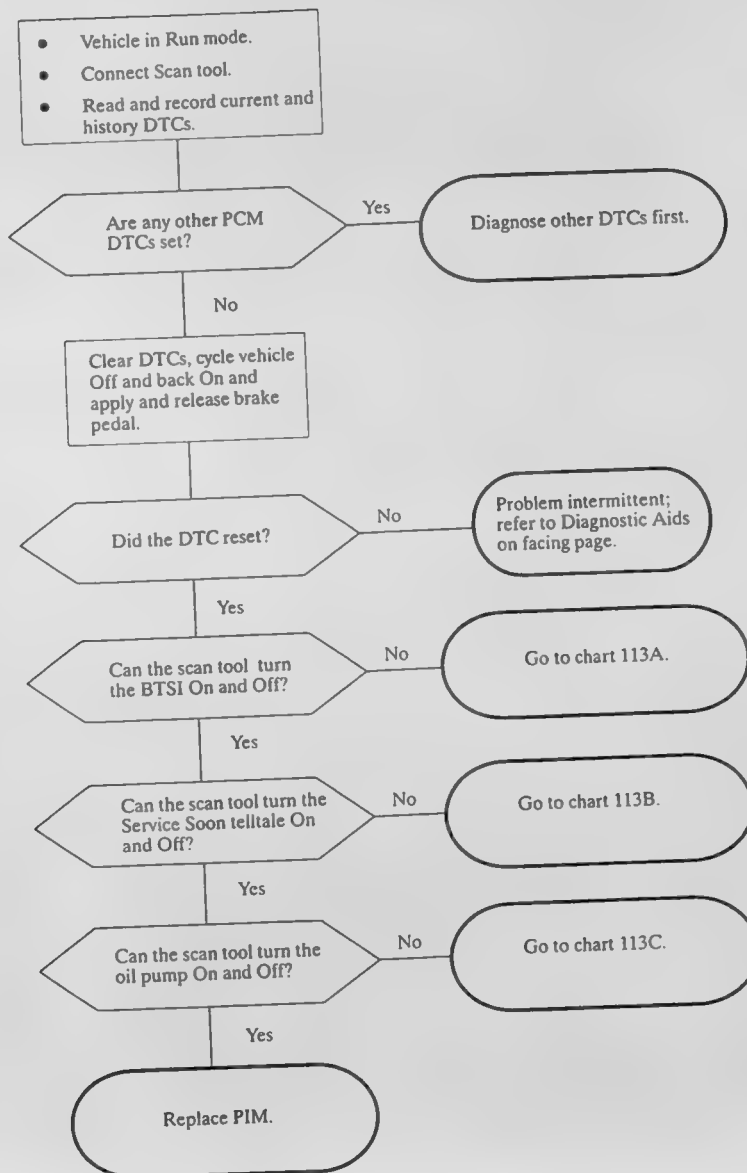 • Vehicle in Run mode.
• Connect Scan tool.
• Read and record current and
history DTCs.
Are any other PCM
DTCs set?
Yes
Diagnose other DTCs first.
No
Clear DTCs, cycle vehicle
Off and back On and
apply and release brake
pedal.
Did the DTC reset?
No
Problem intermittent;
refer to Diagnostic Aids
on facing page.
Yes
Can the scan tool turn
the BTSI On and Off?
No
Go to chart 113A.
Yes
Can the scan tool turn the
Service Soon telltale On
and Off?
No
Go to chart 113B.
Yes
Can the scan tool turn the
oil pump On and Off?
No
Go to chart 113C.
Yes
Replace PIM.